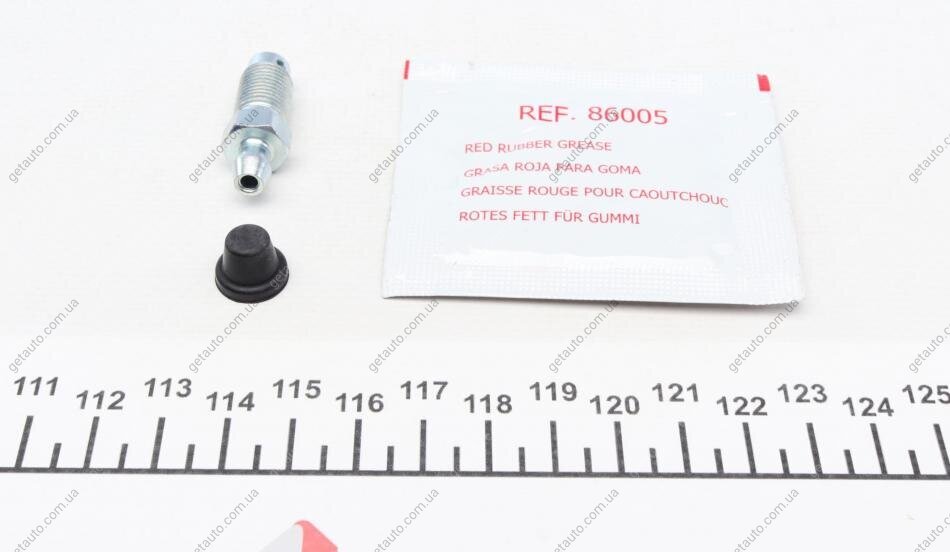 REF. 86005
RED RUBBER GREASE
GRASA ROJA PARA GOMA
GRAISSE ROUGE POUR CAOUTCHOUC
ROTES FETT FÜR GUMMI
111 112 113 114 115 116 117 118 119 120 121 122 123 124 125
getauto.com.ua